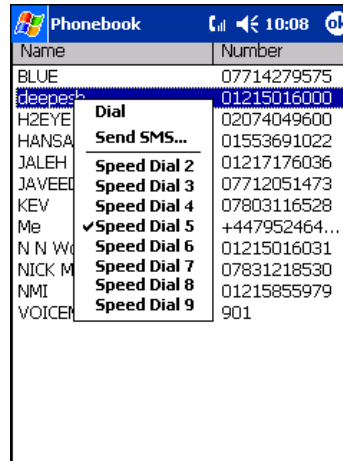 Phonebook 10:08 ok
Name Number
BLUE 07714279575
deepesh 01215016000
H2EYE 02074049600
HANSA 01553691022
JALEH 01217176036
JAVEED 07712051473
KEV 07803116528
Me +447952464...
N N Wo 01215016031
NICK M 07831218530
NMI 01215855979
VOICEM 901
Dial
Send SMS...
Speed Dial 2
Speed Dial 3
Speed Dial 4
✓Speed Dial 5
Speed Dial 6
Speed Dial 7
Speed Dial 8
Speed Dial 9